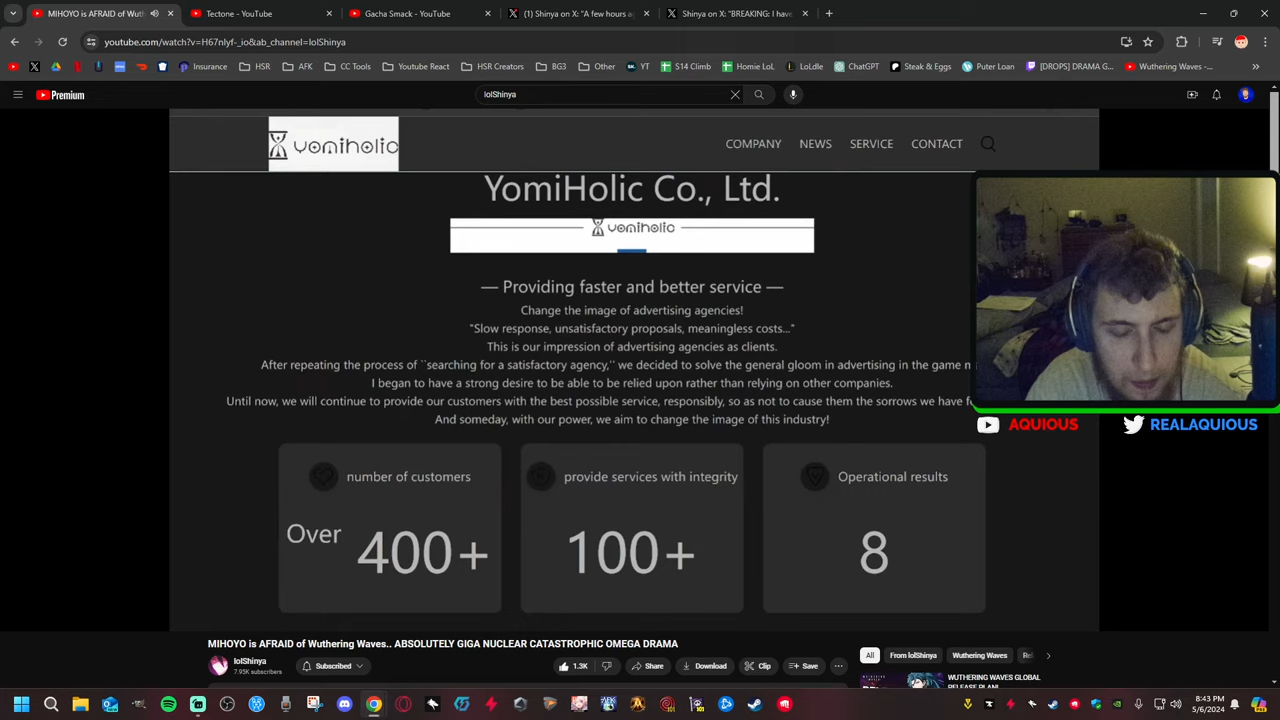 MIHOYO is AFRAID of Wuth
Tectone - YouTube
Gacha Smack - YouTube
(1) Shinya on X: "A few hours a
Shinya on X: "BREAKING: I have
youtube.com/watch?v=H67nIyf-_io&ab_channel=lolShinya
Insurance
HSR
AFK
CC Tools
Youtube React
HSR Creators
BG3
Other
YT
S14 Climb
Homie LoL
LoLdle
ChatGPT
Steak & Eggs
Puter Loan
[DROPS] DRAMA G...
Wuthering Waves -...
Premium
lolShinya
yomiholic
COMPANY
NEWS
SERVICE
CONTACT
YomiHolic Co., Ltd.
yomiholic
— Providing faster and better service —
Change the image of advertising agencies!
"Slow response, unsatisfactory proposals, meaningless costs..."
This is our impression of advertising agencies as clients.
After repeating the process of ``searching for a satisfactory agency,'' we decided to solve the general gloom in advertising in the game
I began to have a strong desire to be able to be relied upon rather than relying on other companies.
Until now, we will continue to provide our customers with the best possible service, responsibly, so as not to cause them the sorrows we have
And someday, with our power, we aim to change the image of this industry!
number of customers
Over 400+
provide services with integrity
100+
Operational results
8
AQUIOUS
REALAQUIOUS
MIHOYO is AFRAID of Wuthering Waves.. ABSOLUTELY GIGA NUCLEAR CATASTROPHIC OMEGA DRAMA
lolShinya
7.95K subscribers
Subscribed
1.3K
Share
Download
Clip
Save
All
From lolShinya
Wuthering Waves
Re
WUTHERING WAVES GLOBAL
RELEASE PLAN!
8:43 PM
5/6/2024